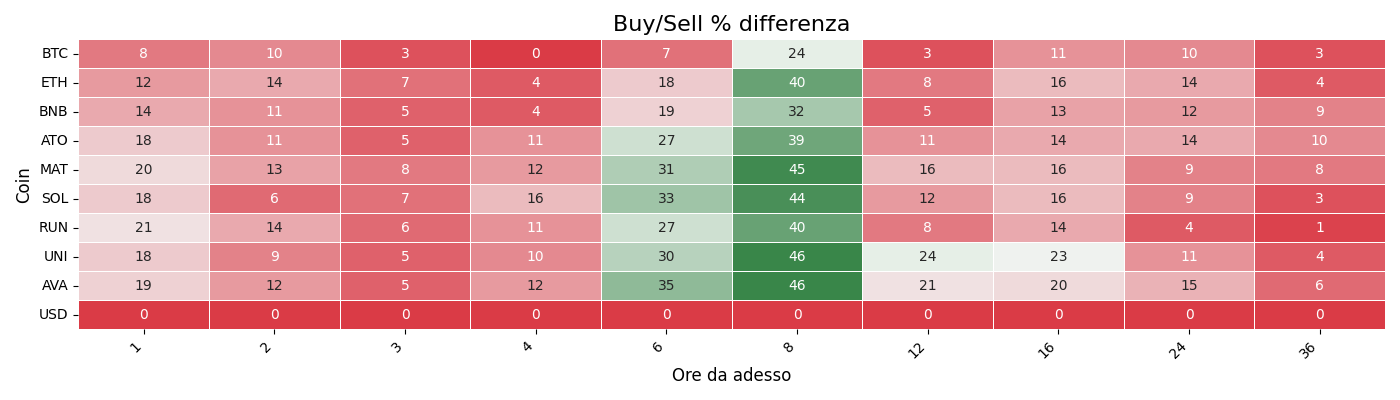 Buy/Sell % differenza
Coin
BTC 8 10 3 0 7 24 3 11 10 3
ETH 12 14 7 4 18 40 8 16 14 4
BNB 14 11 5 4 19 32 5 13 12 9
ATO 18 11 5 11 27 39 11 14 14 10
MAT 20 13 8 12 31 45 16 16 9 8
SOL 18 6 7 16 33 44 12 16 9 3
RUN 21 14 6 11 27 40 8 14 4 1
UNI 18 9 5 10 30 46 24 23 11 4
AVA 19 12 5 12 35 46 21 20 15 6
USD 0 0 0 0 0 0 0 0 0 0
1 2 3 4 6 8 12 16 24 36
Ore da adesso